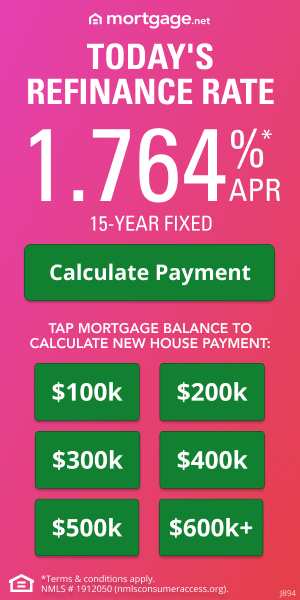 mortgage.net
TODAY'S
REFINANCE RATE
1.764%*
APR
15-YEAR FIXED
Calculate Payment
TAP MORTGAGE BALANCE TO
CALCULATE NEW HOUSE PAYMENT:
$100k $200k
$300k $400k
$500k $600k+
*Terms & conditions apply.
NMLS # 1912050 (nmlsconsumeraccess.org).
J894